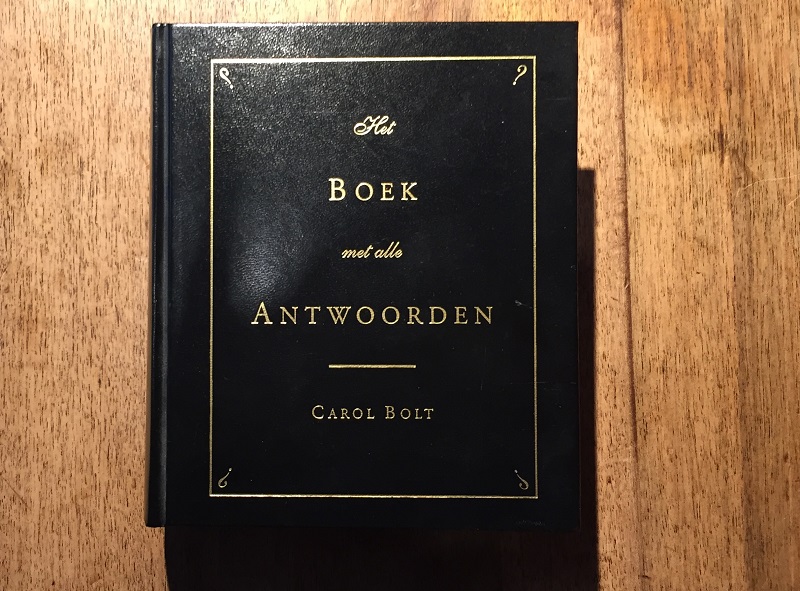 Het
BOEK
met alle
ANTWOORDEN
CAROL BOLT